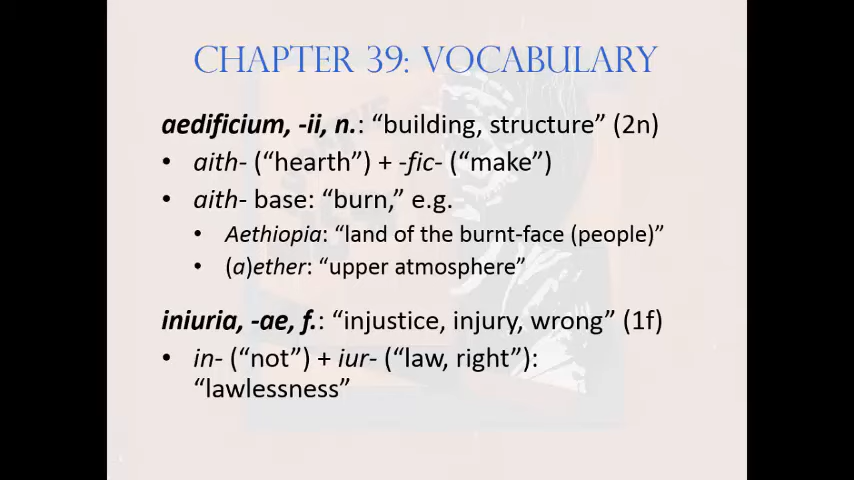 CHAPTER 39: VOCABULARY
aedificium, -ii, n.: “building, structure” (2n)
• aith- (“hearth”) + -fic- (“make”)
• aith- base: “burn,” e.g.
• Aethiopia: “land of the burnt-face (people)”
• (a)ether: “upper atmosphere”
iniuria, -ae, f.: “injustice, injury, wrong” (1f)
• in- (“not”) + iur- (“law, right”):
“lawlessness”